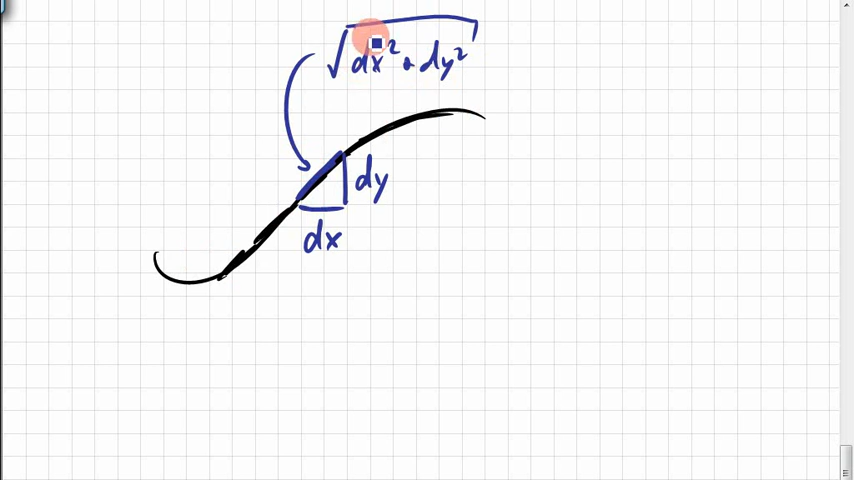 √dx² + dy²
dy
dx